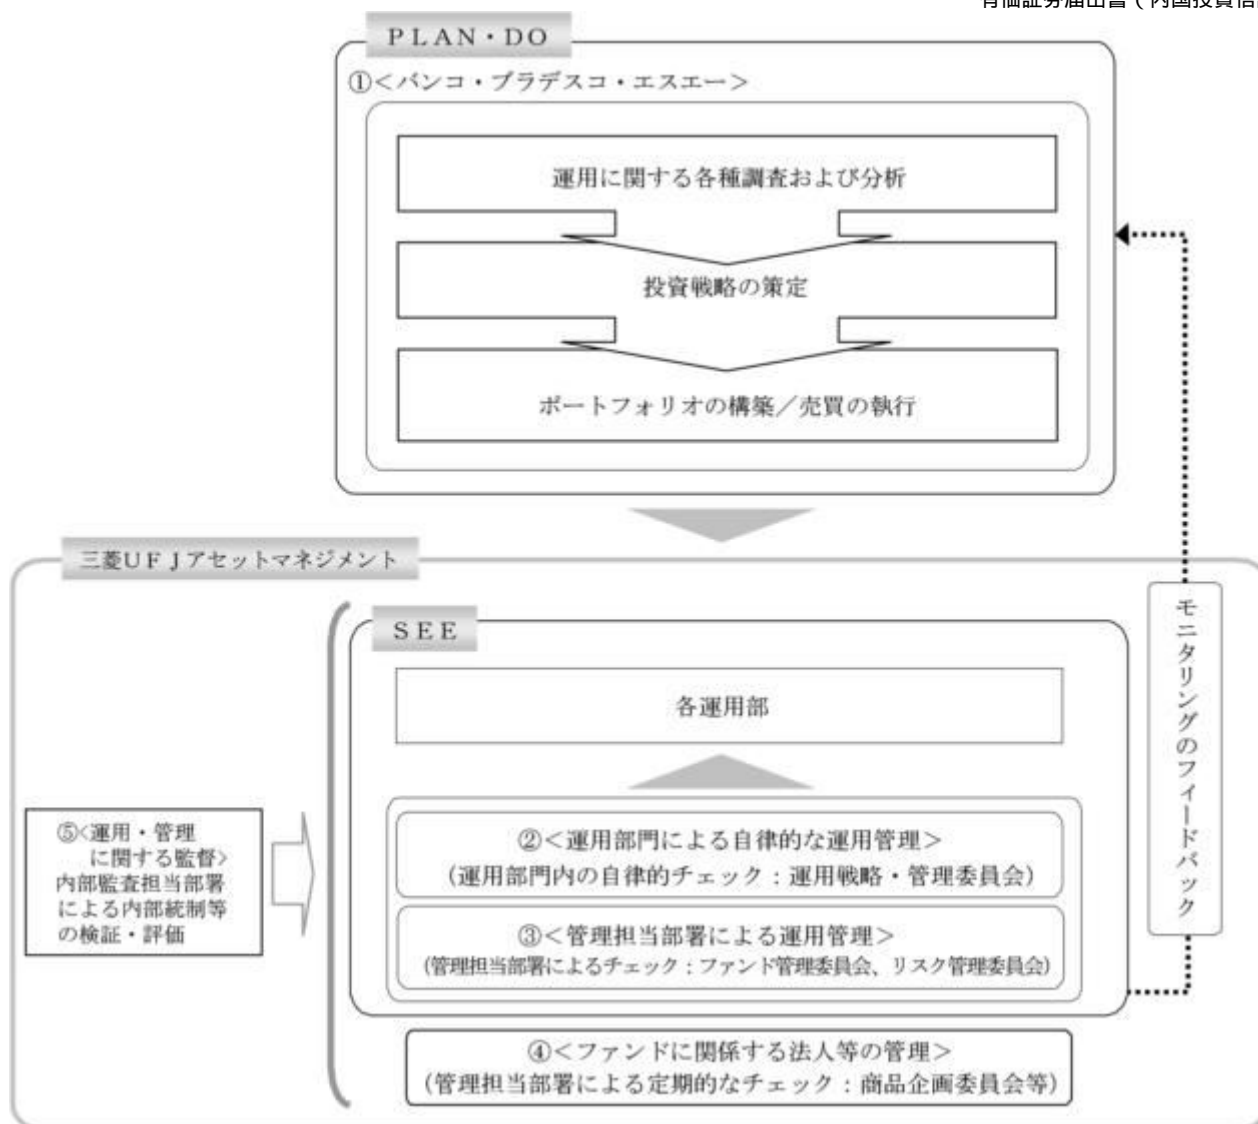 有価証券届出書（内国投資信
ＰＬＡＮ・ＤＯ
①＜バンコ・ブラデスコ・エスエー＞
運用に関する各種調査および分析
投資戦略の策定
ポートフォリオの構築／売買の執行
三菱ＵＦＪアセットマネジメント
ＳＥＥ
各運用部
②＜運用部門による自律的な運用管理＞
（運用部門内の自律的チェック：運用戦略・管理委員会）
③＜管理担当部署による運用管理＞
（管理担当部署によるチェック：ファンド管理委員会、リスク管理委員会）
④＜ファンドに関係する法人等の管理＞
（管理担当部署による定期的なチェック：商品企画委員会等）
⑤＜運用・管理
に関する監督＞
内部監査担当部署
による内部統制等
の検証・評価
モニタリングのフィードバック